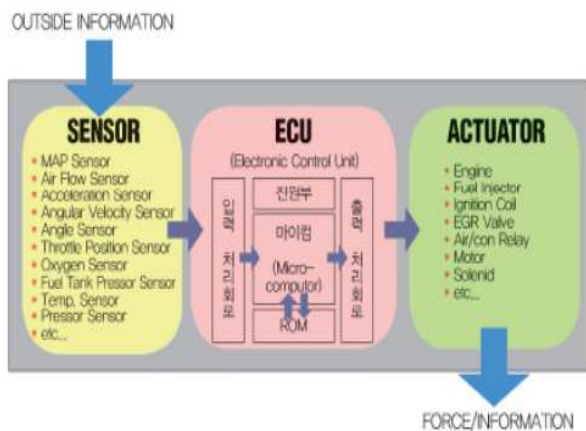 OUTSIDE INFORMATION
SENSOR
• MAP Sensor
• Air Flow Sensor
• Acceleration Sensor
• Angular Velocity Sensor
• Angle Sensor
• Throttle Position Sensor
• Oxygen Sensor
• Fuel Tank Pressor Sensor
• Temp. Sensor
• Pressor Sensor
• etc...
ECU
(Electronic Control Unit)
입력 처리회로
전원부
마이컴
(Micro-
computer)
ROM
출력 처리회로
ACTUATOR
• Engine
• Fuel Injector
• Ignition Coil
• EGR Valve
• Air/con Relay
• Motor
• Solenid
• etc...
FORCE/INFORMATION